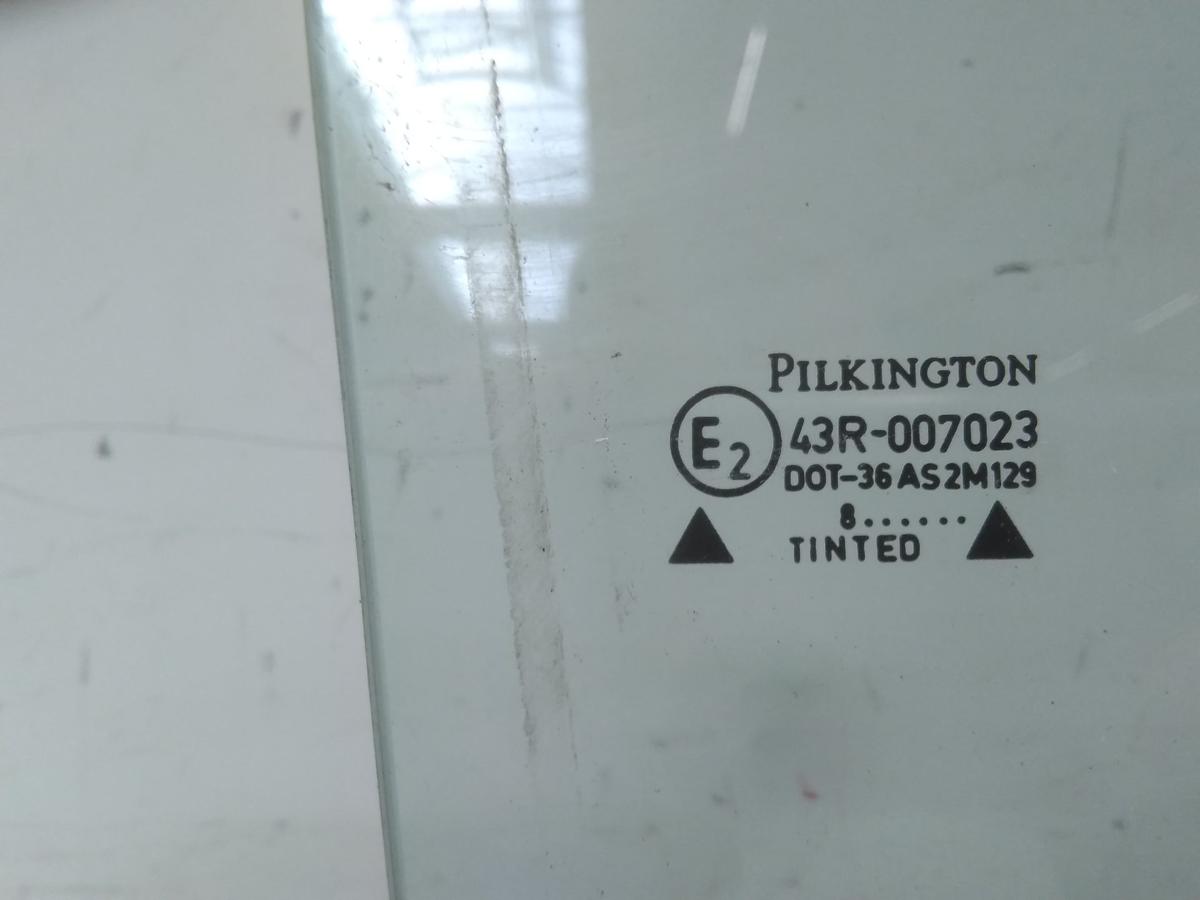 PILKINGTON
E2 43R-007023
DOT-36 AS2M129
8......
TINTED